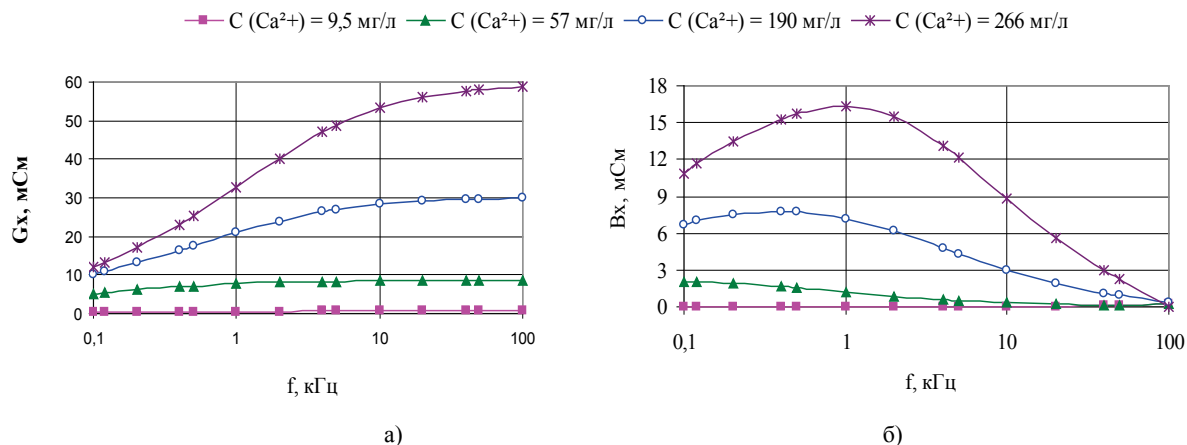 C (Ca²⁺) = 9,5 мг/л C (Ca²⁺) = 57 мг/л C (Ca²⁺) = 190 мг/л C (Ca²⁺) = 266 мг/л
Gx, мСм
60
50
40
30
20
10
0
0,1 1 10 100
f, кГц
а)
Bx, мСм
18
15
12
9
6
3
0
0,1 1 10 100
f, кГц
б)